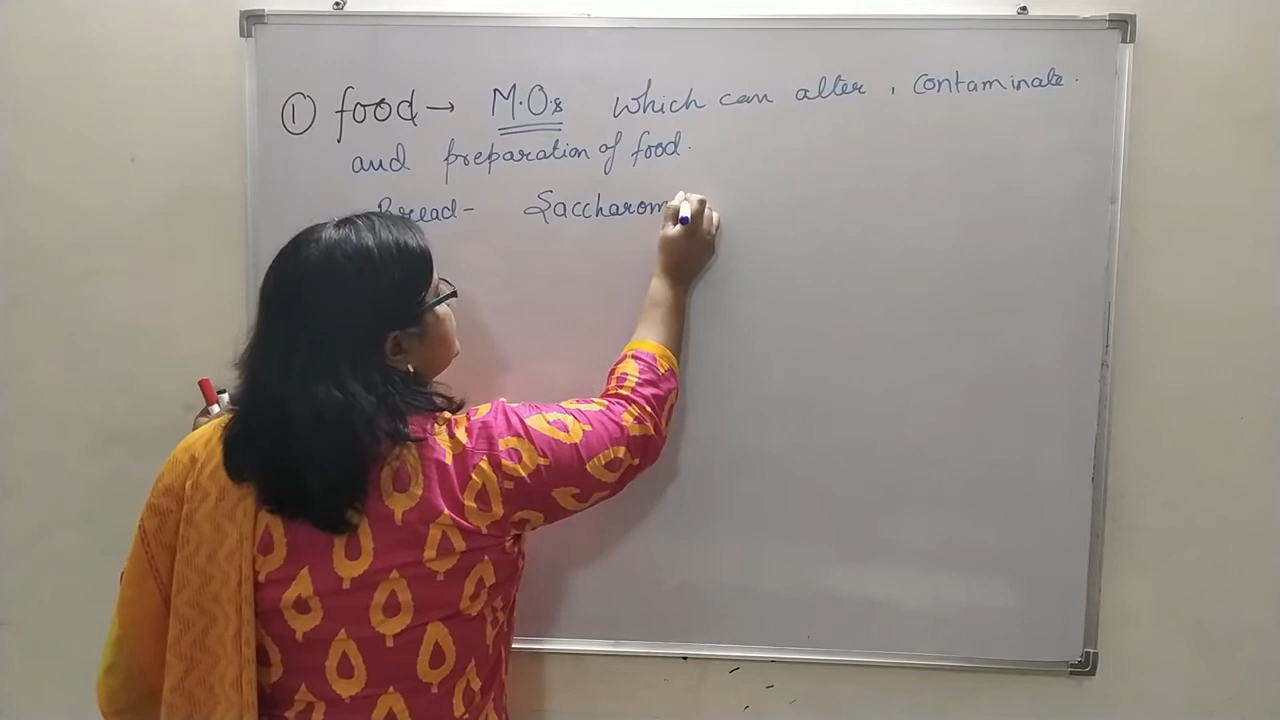 ① food → M.O.s which can alter, contaminate.
and preparation of food.
Bread- Saccharom